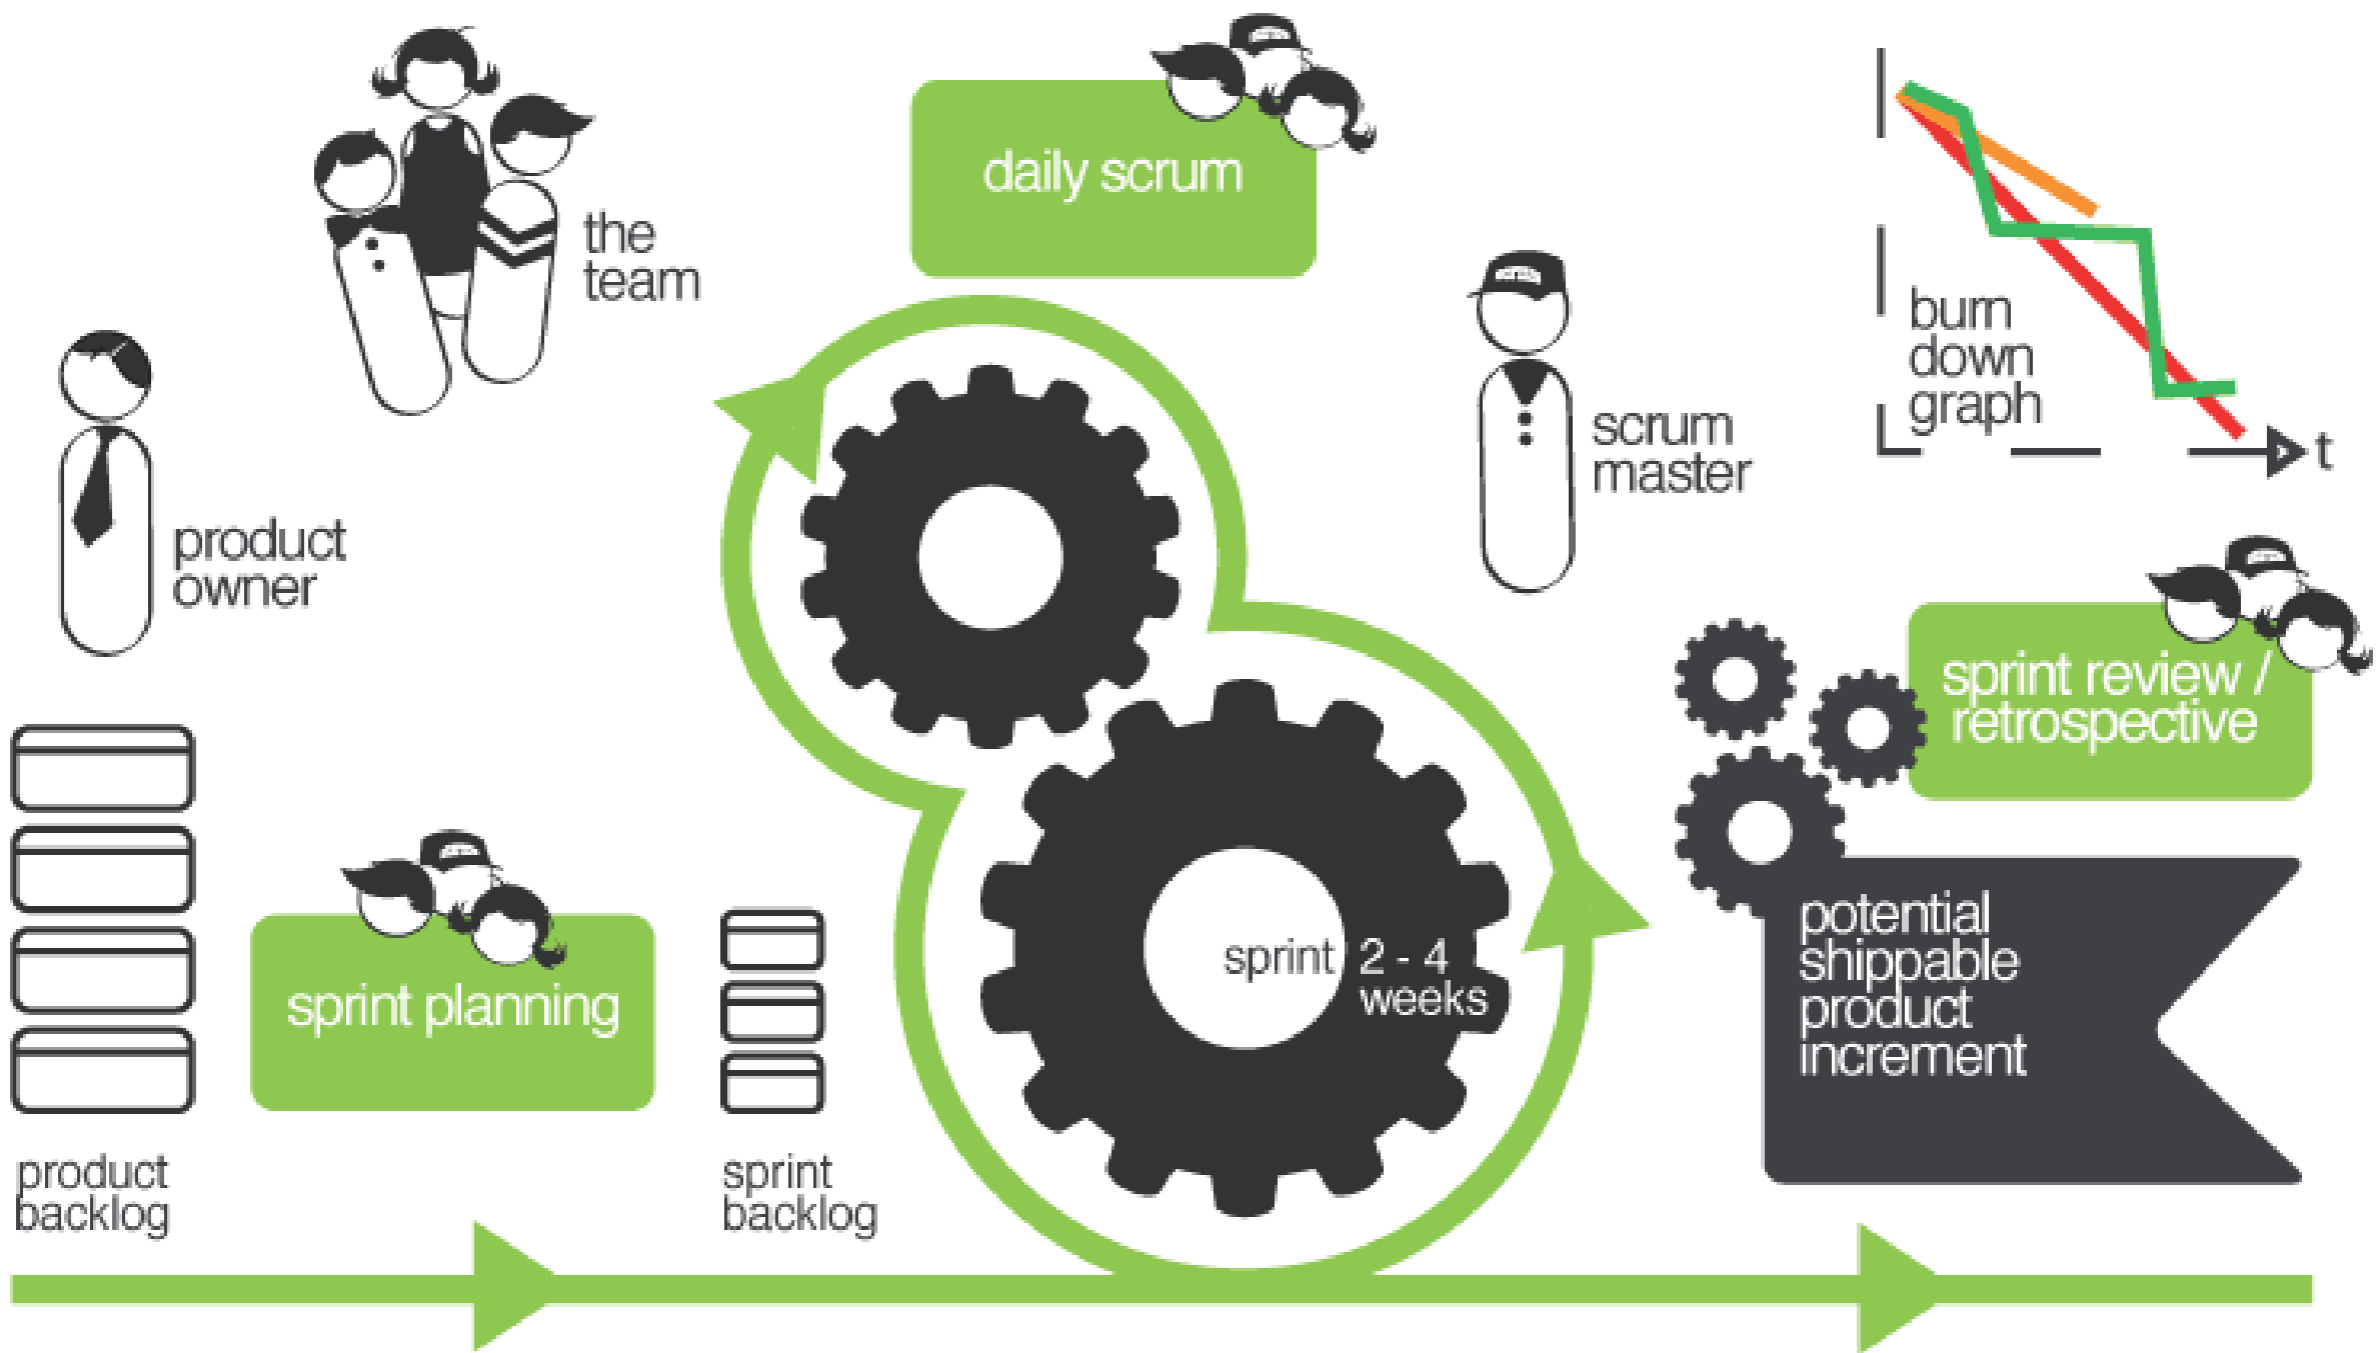 daily scrum
the
team
burn
down
graph
t
scrum
master
product
owner
sprint review /
retrospective
sprint planning
sprint 2 - 4
weeks
potential
shippable
product
increment
product
backlog
sprint
backlog